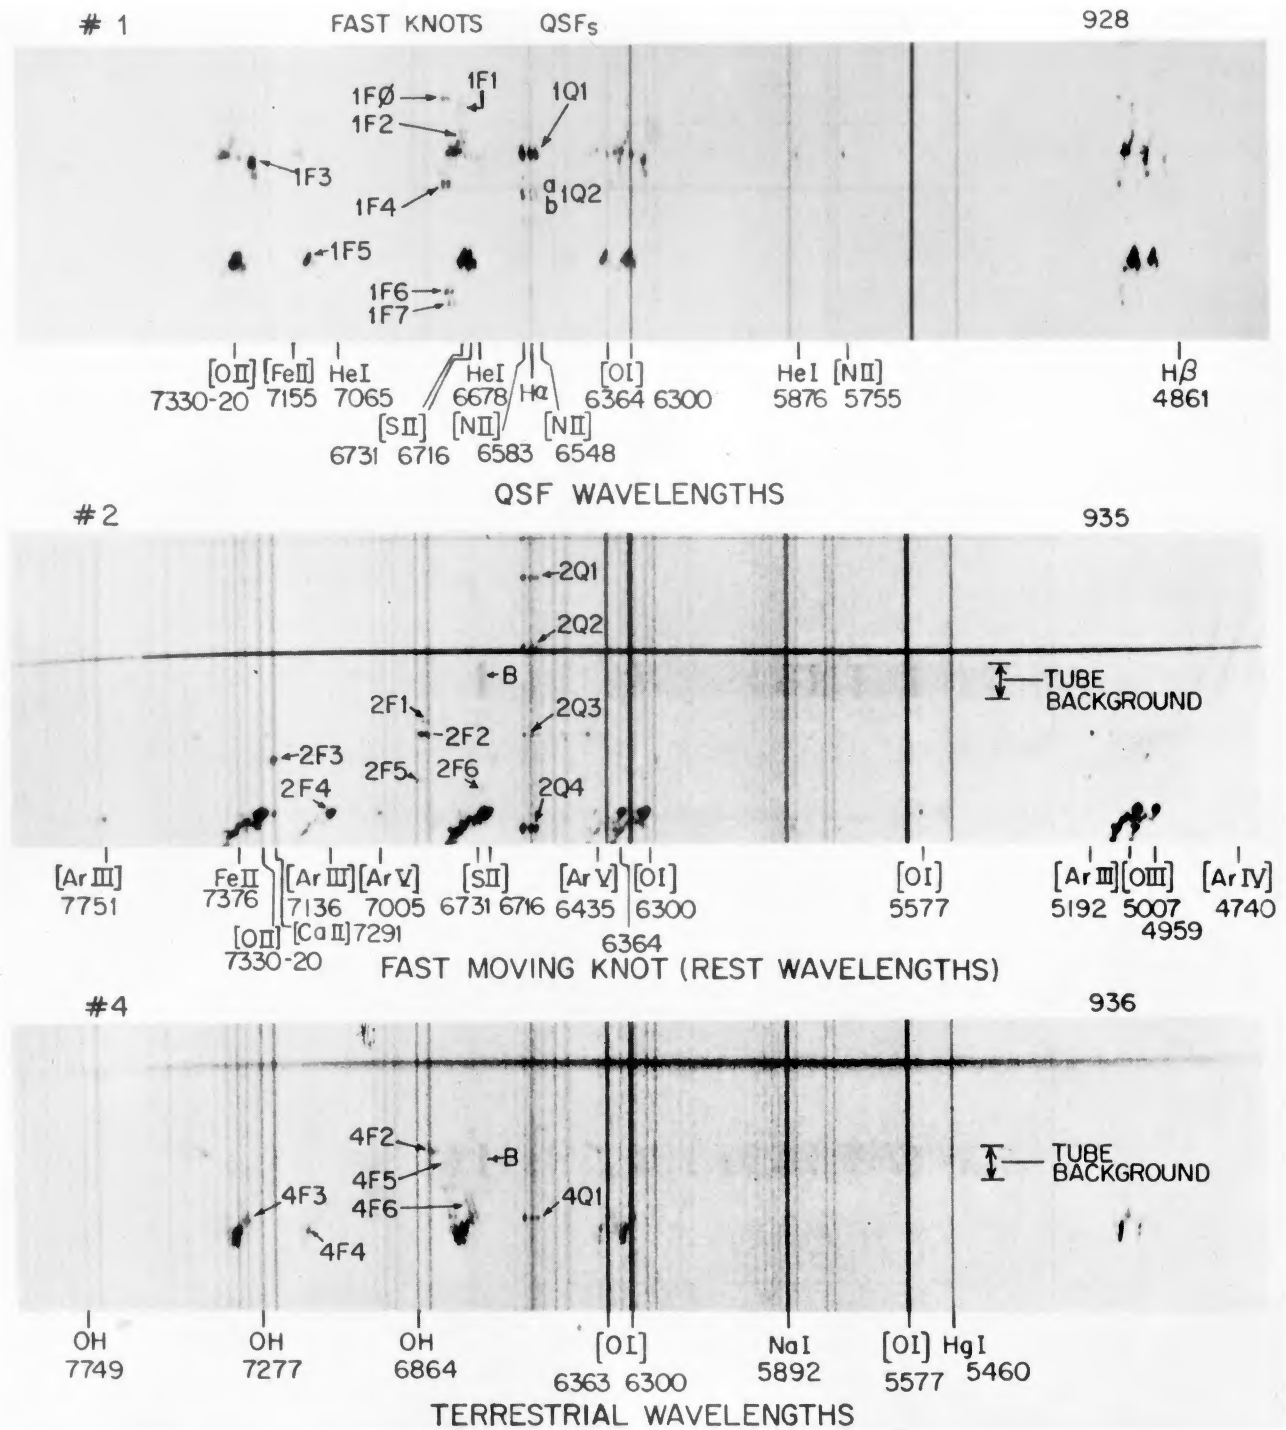 # 1 FAST KNOTS QSFs 928
1FØ
1F1
1F2
1Q1
1F3
1F4
a
b 1Q2
1F5
1F6
1F7
[OII] [FeII] HeI HeI Hα [OI] HeI [NII] Hβ
7330-20 7155 7065 6678 6364 6300 5876 5755 4861
[SII] [NII] [NII]
6731 6716 6583 6548
QSF WAVELENGTHS
#2 935
2Q1
2Q2
B
TUBE
BACKGROUND
2F1
2Q3
2F2
2F3
2F5
2F6
2F4
2Q4
[ArIII] FeII [ArIII] [ArV] [SII] [ArV] [OI] [OI] [ArIII] [OIII] [ArIV]
7751 7376 7136 7005 6731 6716 6435 6300 5577 5192 5007 4740
[OII] [CaII] 7291 6364 4959
7330-20
FAST MOVING KNOT (REST WAVELENGTHS)
#4 936
4F2
B
TUBE
BACKGROUND
4F5
4F3
4F6
4Q1
4F4
OH OH OH [OI] NaI [OI] HgI
7749 7277 6864 6363 6300 5892 5577 5460
TERRESTRIAL WAVELENGTHS